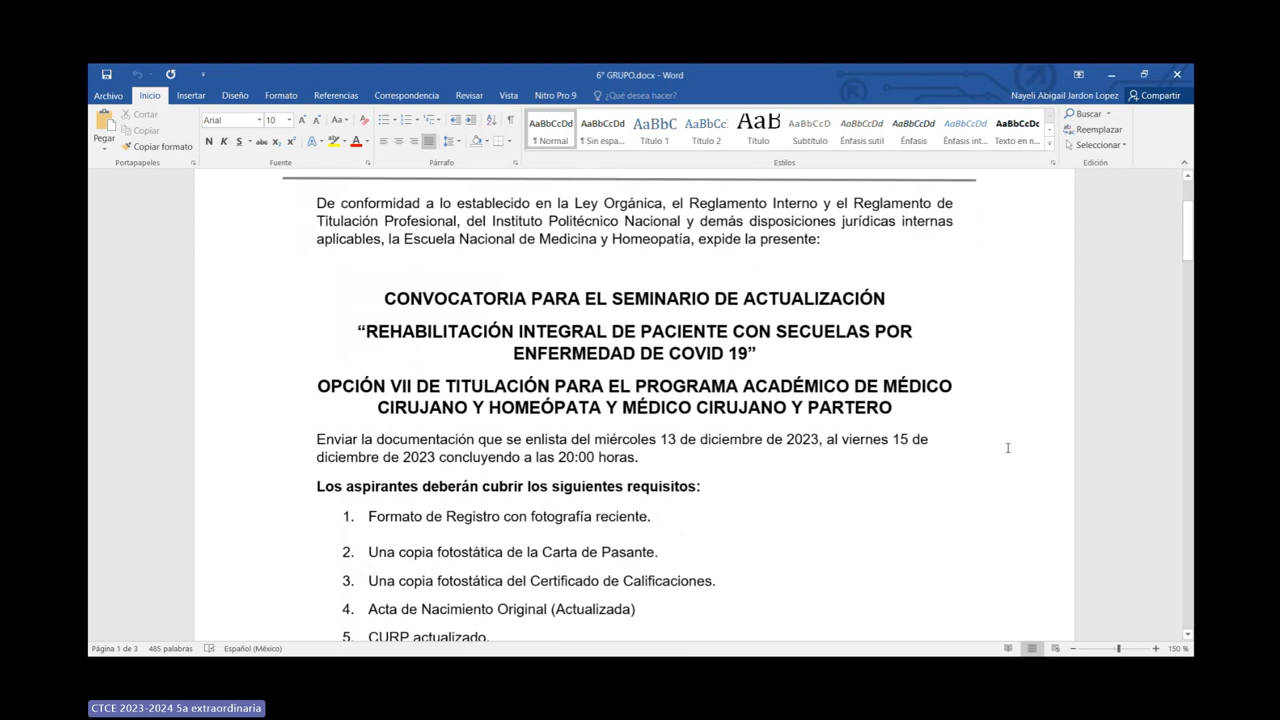 6° GRUPO.docx - Word
Archivo Inicio Insertar Diseño Formato Referencias Correspondencia Revisar Vista Nitro Pro 9 ¿Qué desea hacer? Nayeli Abigail Jardon Lopez Compartir
Pegar
Cortar
Copiar
Copiar formato
Portapapeles
Arial 10
N K S abc x₂ x²
Fuente
Párrafo
AaBbCcDd AaBbCcDd AaBbC AaBbCc AaB AaBbCcD AaBbCcDd AaBbCcDd AaBbCcDd AaBbCcDc
¶ Normal ¶ Sin espa... Título 1 Título 2 Título Subtítulo Énfasis sutil Énfasis Énfasis int... Texto en n...
Estilos
Buscar
Reemplazar
Seleccionar
Edición
De conformidad a lo establecido en la Ley Orgánica, el Reglamento Interno y el Reglamento de
Titulación Profesional, del Instituto Politécnico Nacional y demás disposiciones jurídicas internas
aplicables, la Escuela Nacional de Medicina y Homeopatía, expide la presente:
CONVOCATORIA PARA EL SEMINARIO DE ACTUALIZACIÓN
“REHABILITACIÓN INTEGRAL DE PACIENTE CON SECUELAS POR
ENFERMEDAD DE COVID 19”
OPCIÓN VII DE TITULACIÓN PARA EL PROGRAMA ACADÉMICO DE MÉDICO
CIRUJANO Y HOMEÓPATA Y MÉDICO CIRUJANO Y PARTERO
Enviar la documentación que se enlista del miércoles 13 de diciembre de 2023, al viernes 15 de
diciembre de 2023 concluyendo a las 20:00 horas.
Los aspirantes deberán cubrir los siguientes requisitos:
1. Formato de Registro con fotografía reciente.
2. Una copia fotostática de la Carta de Pasante.
3. Una copia fotostática del Certificado de Calificaciones.
4. Acta de Nacimiento Original (Actualizada)
5. CURP actualizado.
Página 1 de 3 485 palabras Español (México) 150 %
CTCE 2023-2024 5a extraordinaria